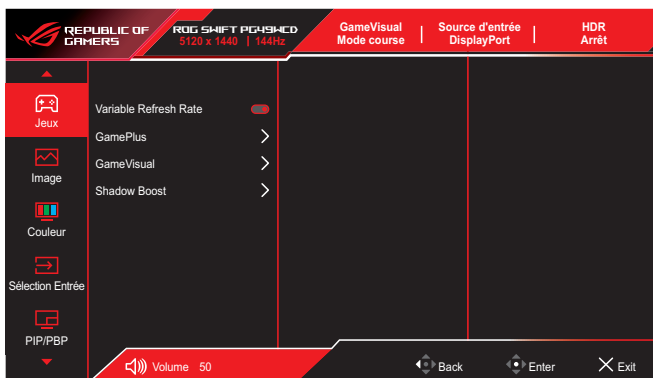 REPUBLIC OF
GAMERS
ROG SWIFT PG49WCD
5120 x 1440 | 144Hz
GameVisual
Mode course
Source d'entrée
DisplayPort
HDR
Arrêt
Jeux
Image
Couleur
Sélection Entrée
PIP/PBP
Variable Refresh Rate
GamePlus
GameVisual
Shadow Boost
Volume 50
Back
Enter
Exit